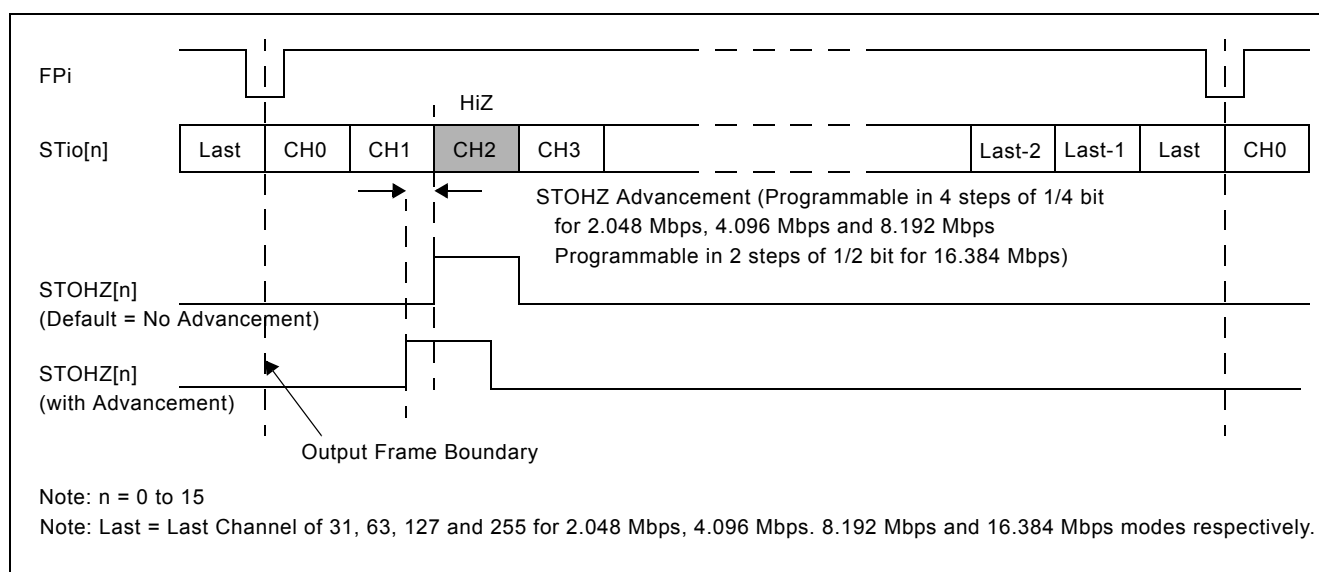 FPi
HiZ
STio[n] Last CH0 CH1 CH2 CH3 Last-2 Last-1 Last CH0
STOHZ Advancement (Programmable in 4 steps of 1/4 bit
for 2.048 Mbps, 4.096 Mbps and 8.192 Mbps
Programmable in 2 steps of 1/2 bit for 16.384 Mbps)
STOHZ[n]
(Default = No Advancement)
STOHZ[n]
(with Advancement)
Output Frame Boundary
Note: n = 0 to 15
Note: Last = Last Channel of 31, 63, 127 and 255 for 2.048 Mbps, 4.096 Mbps. 8.192 Mbps and 16.384 Mbps modes respectively.